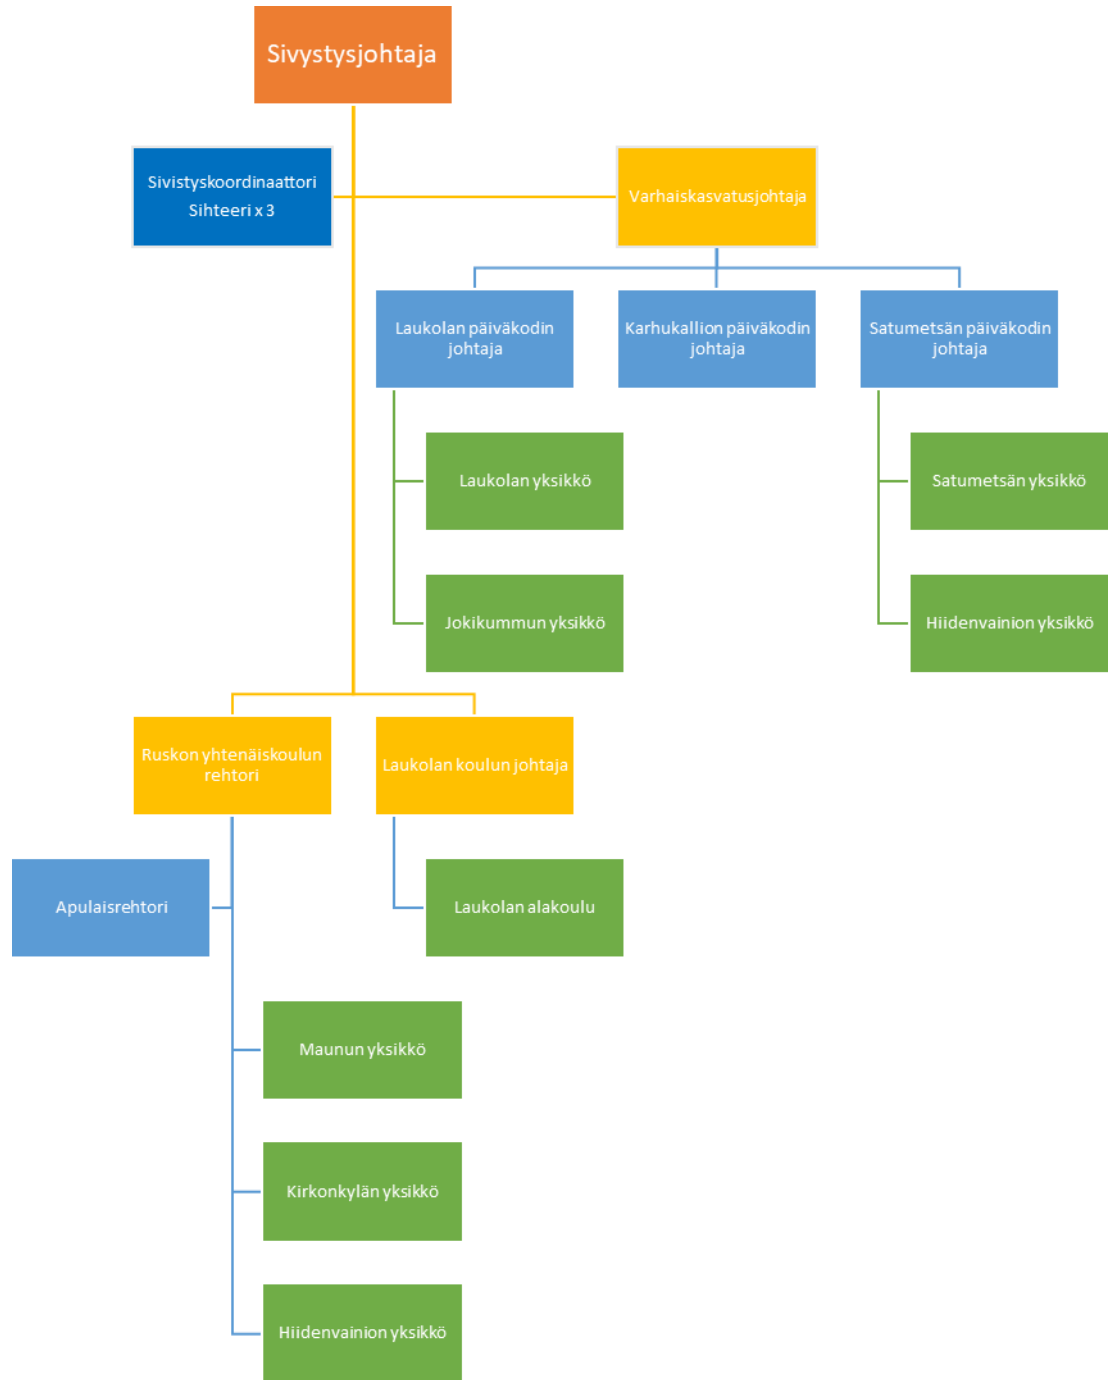 Sivystysjohtaja
Sivistyskoordinaattori
Sihteeri x 3
Varhaiskasvatusjohtaja
Laukolan päiväkodin
johtaja
Karhukallion päiväkodin
johtaja
Satumetsän päiväkodin
johtaja
Laukolan yksikkö
Satumetsän yksikkö
Jokikummun yksikkö
Hiidenvainion yksikkö
Ruskon yhtenäiskoulun
rehtori
Laukolan koulun johtaja
Apulaisrehtori
Laukolan alakoulu
Maunun yksikkö
Kirkonkylän yksikkö
Hiidenvainion yksikkö